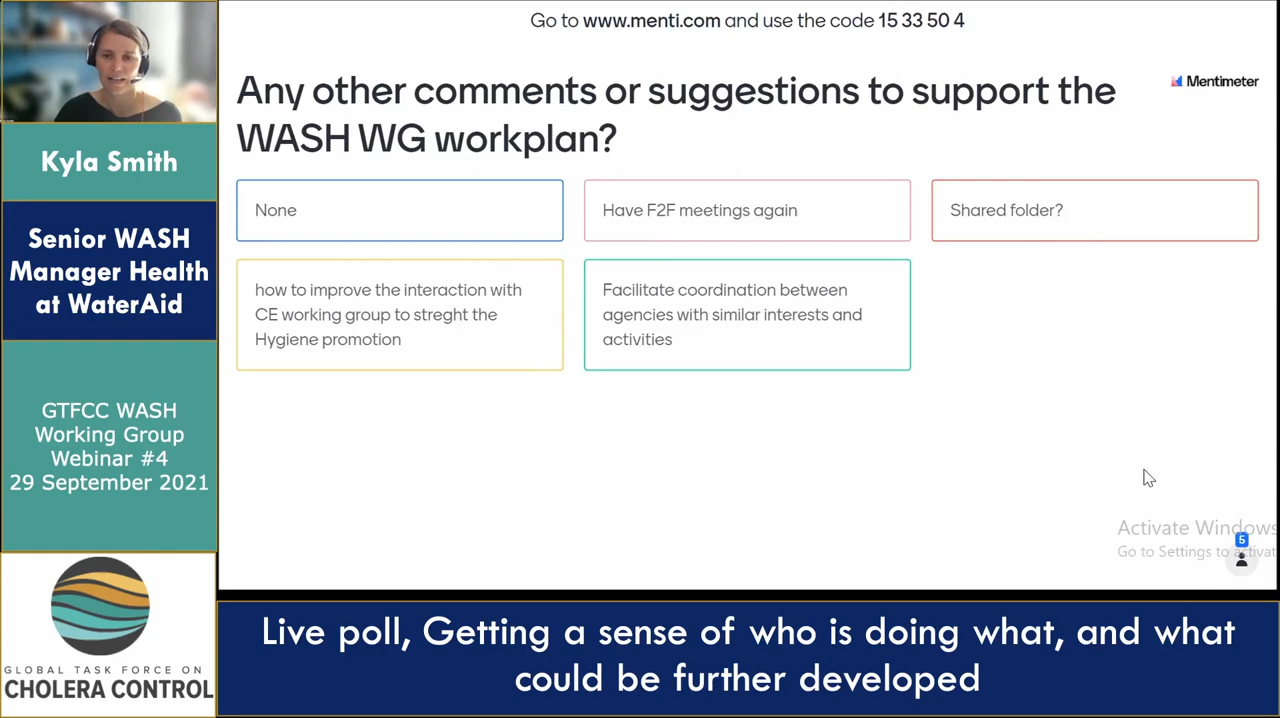 Go to www.menti.com and use the code 15 33 50 4
Mentimeter
Any other comments or suggestions to support the
WASH WG workplan?
None
Have F2F meetings again
Shared folder?
how to improve the interaction with
CE working group to streght the
Hygiene promotion
Facilitate coordination between
agencies with similar interests and
activities
Kyla Smith
Senior WASH
Manager Health
at WaterAid
GTFCC WASH
Working Group
Webinar #4
29 September 2021
GLOBAL TASK FORCE ON
CHOLERA CONTROL
Activate Windows
Go to Settings to activat
5
Live poll, Getting a sense of who is doing what, and what
could be further developed